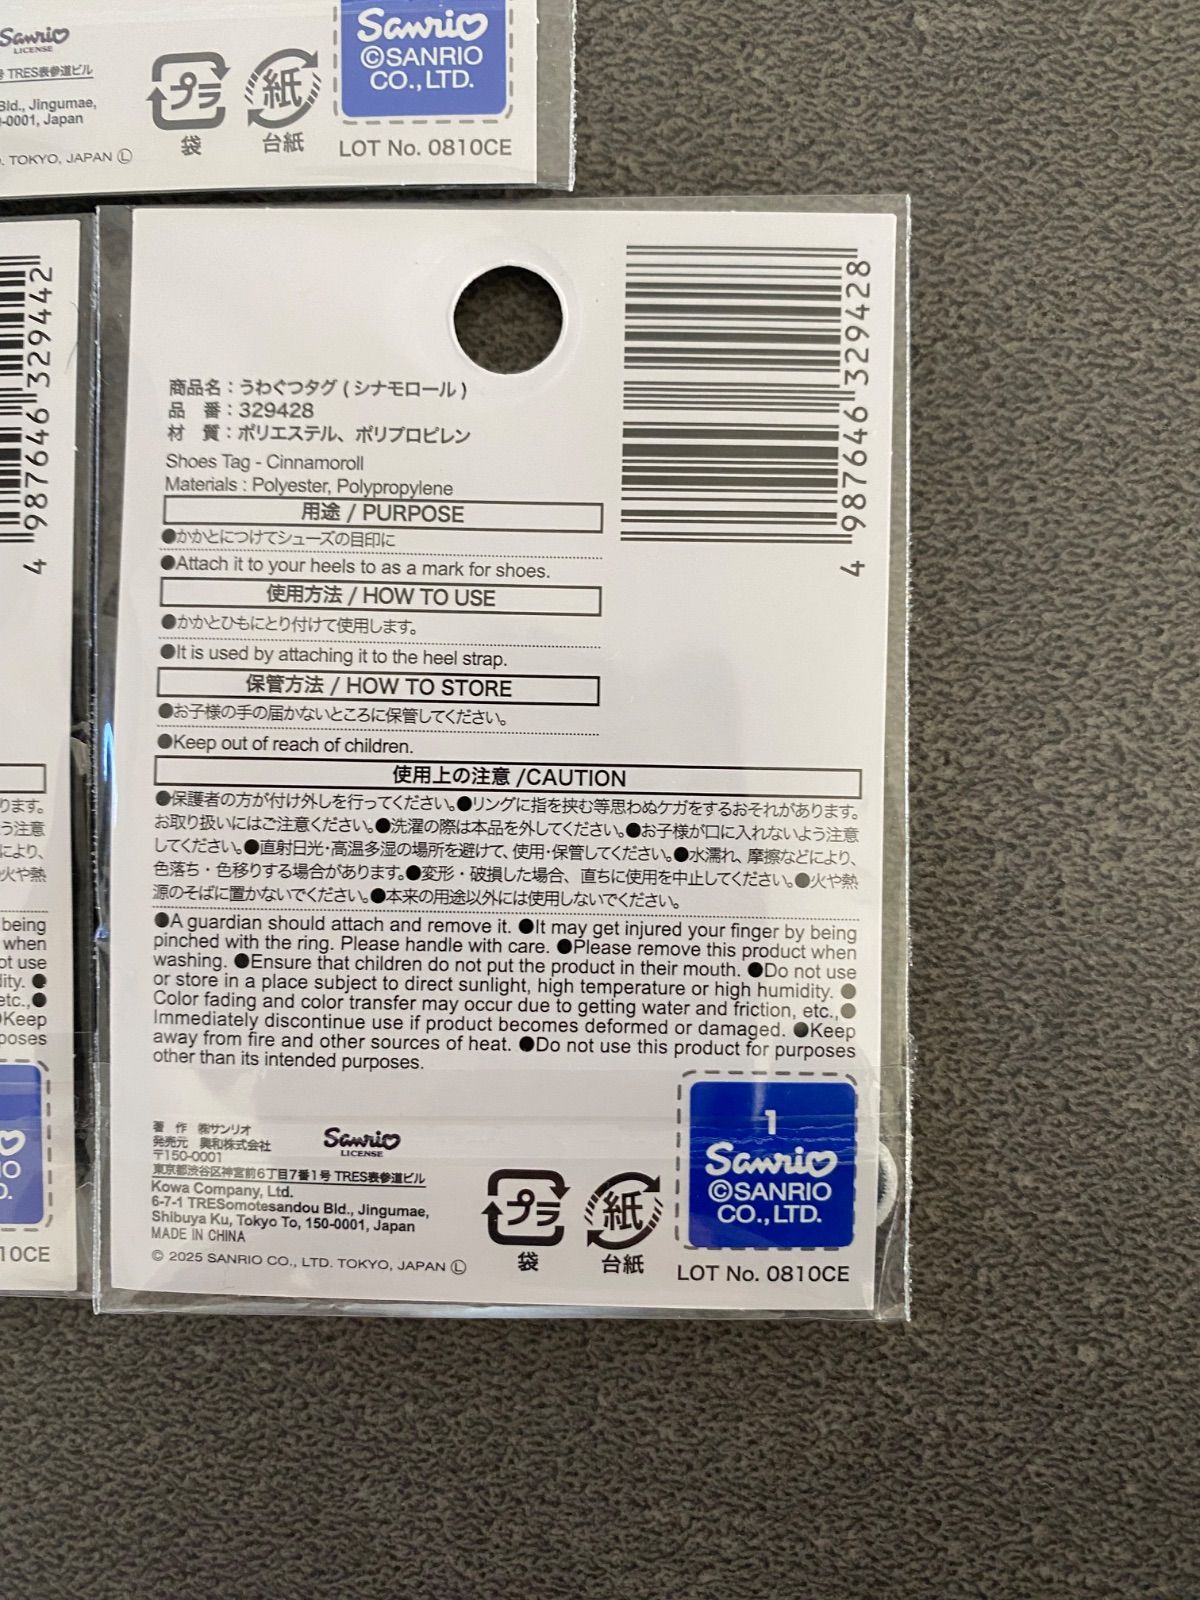 Sanrio
LICENSE
TRES表参道ビル
Bld., Jingumae,
-0001, Japan
TOKYO, JAPAN Ⓛ
プラ
袋
紙
台紙
Sanrio
©SANRIO
CO., LTD.
LOT No. 0810CE
4 987646 329442
ります。
う注意
により、
火や熱
being
when
ot use
dity. ●
etc.,●
●Keep
poses
10CE
4 987646 329428
商品名：うわぐつタグ ( シナモロール )
品　番：329428
材　質：ポリエステル、ポリプロピレン
Shoes Tag - Cinnamoroll
Materials : Polyester, Polypropylene
用途 / PURPOSE
●かかとにつけてシューズの目印に
●Attach it to your heels to as a mark for shoes.
使用方法 / HOW TO USE
●かかとひもにとり付けて使用します。
●It is used by attaching it to the heel strap.
保管方法 / HOW TO STORE
●お子様の手の届かないところに保管してください。
●Keep out of reach of children.
使用上の注意 /CAUTION
●保護者の方が付け外しを行ってください。●リングに指を挟む等思わぬケガをするおそれがあります。
お取り扱いにはご注意ください。●洗濯の際は本品を外してください。●お子様が口に入れないよう注意
してください。●直射日光・高温多湿の場所を避けて、使用・保管してください。●水濡れ、摩擦などにより、
色落ち・色移りする場合があります。●変形・破損した場合、直ちに使用を中止してください。●火や熱
源のそばに置かないでください。●本来の用途以外には使用しないでください。
●A guardian should attach and remove it. ●It may get injured your finger by being
pinched with the ring. Please handle with care. ●Please remove this product when
washing. ●Ensure that children do not put the product in their mouth. ●Do not use
or store in a place subject to direct sunlight, high temperature or high humidity. ●
Color fading and color transfer may occur due to getting water and friction, etc.,●
Immediately discontinue use if product becomes deformed or damaged. ●Keep
away from fire and other sources of heat. ●Do not use this product for purposes
other than its intended purposes.
著　作　㈱サンリオ
発売元　興和株式会社
〒150-0001
東京都渋谷区神宮前6丁目7番1号 TRES表参道ビル
Kowa Company, Ltd.
6-7-1 TRESomotesandou Bld., Jingumae,
Shibuya Ku, Tokyo To, 150-0001, Japan
MADE IN CHINA
© 2025 SANRIO CO., LTD. TOKYO, JAPAN Ⓛ
Sanrio
LICENSE
プラ
袋
紙
台紙
1
Sanrio
©SANRIO
CO., LTD.
LOT No. 0810CE